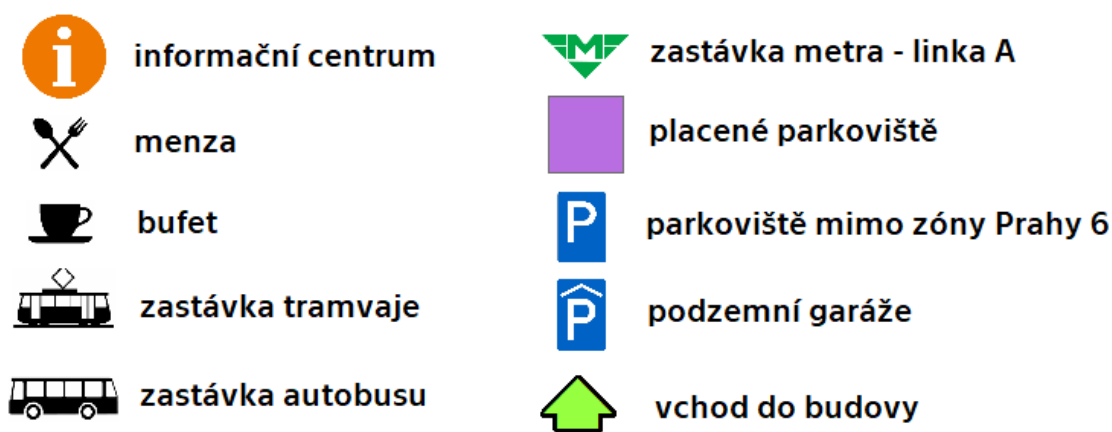 informační centrum
menza
bufet
zastávka tramvaje
zastávka autobusu
zastávka metra - linka A
placené parkoviště
parkoviště mimo zóny Prahy 6
podzemní garáže
vchod do budovy